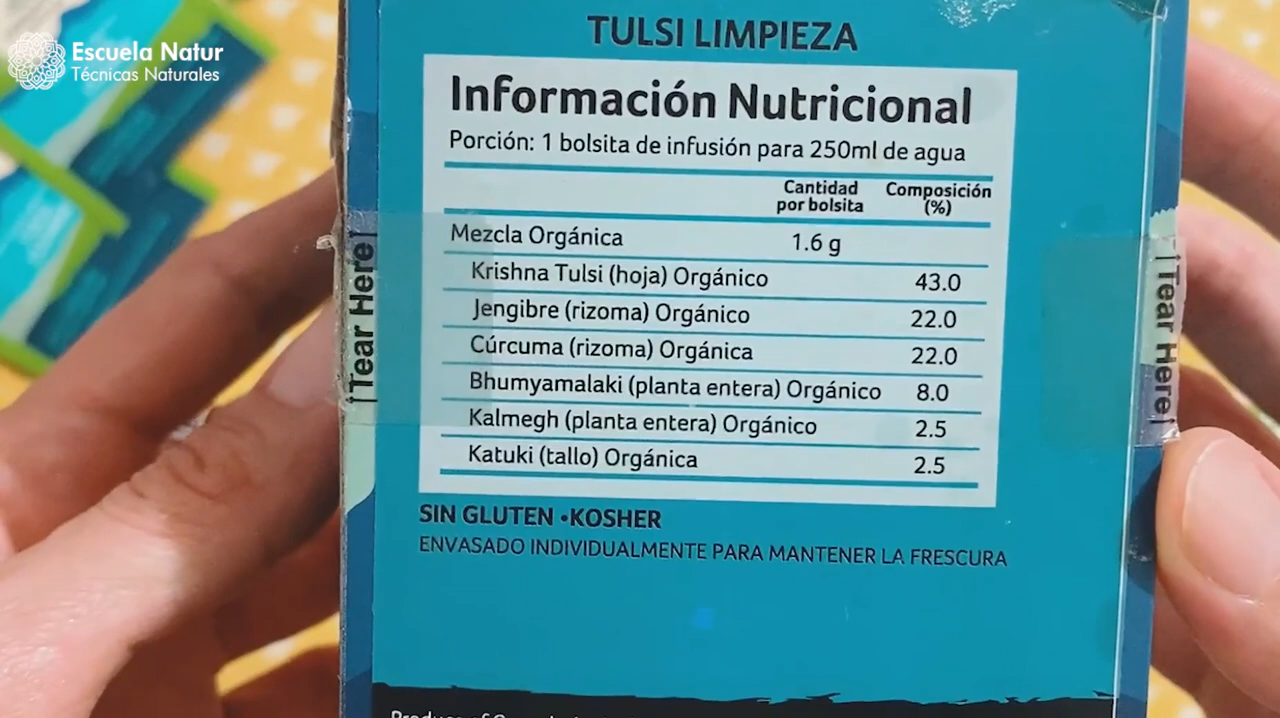 Escuela Natur
Técnicas Naturales
TULSI LIMPIEZA
Información Nutricional
Porción: 1 bolsita de infusión para 250ml de agua
Cantidad por bolsita
Composición (%)
Mezcla Orgánica 1.6 g
Krishna Tulsi (hoja) Orgánico 43.0
Jengibre (rizoma) Orgánico 22.0
Cúrcuma (rizoma) Orgánica 22.0
Bhumyamalaki (planta entera) Orgánico 8.0
Kalmegh (planta entera) Orgánico 2.5
Katuki (tallo) Orgánica 2.5
SIN GLUTEN •KOSHER
ENVASADO INDIVIDUALMENTE PARA MANTENER LA FRESCURA
Tear Here
Tear Here